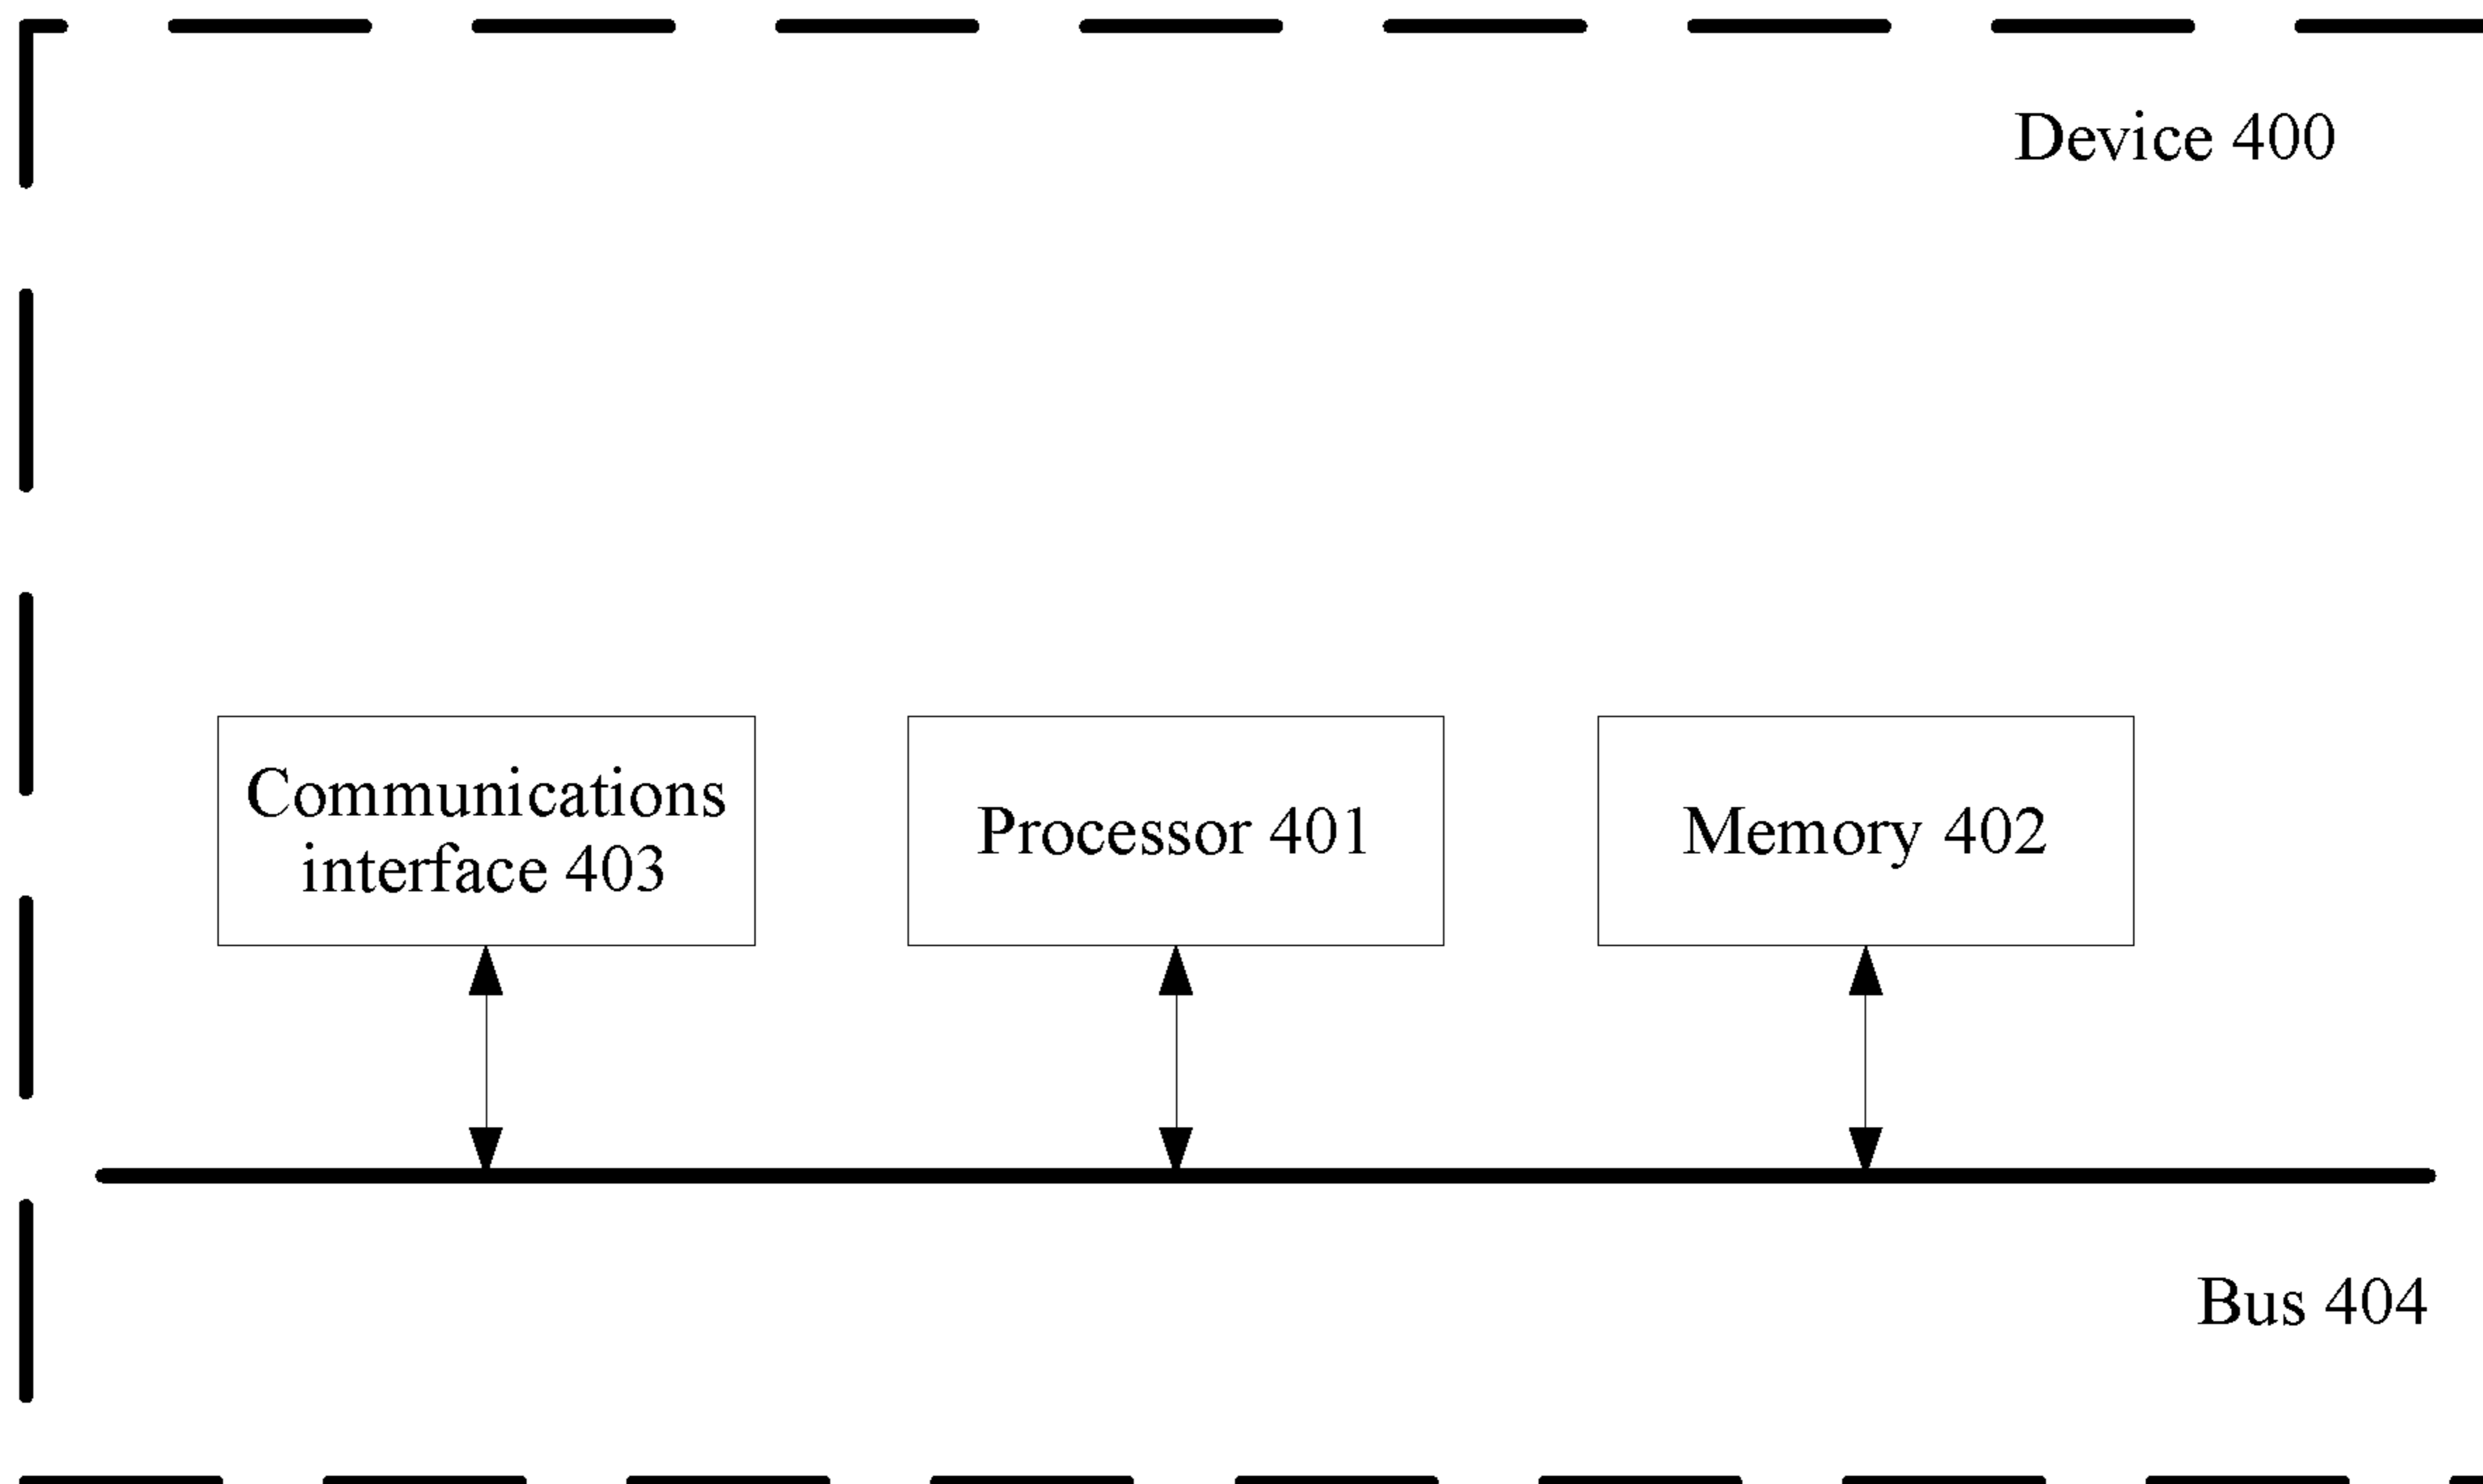 Device 400
Communications
interface 403
Processor 401
Memory 402
Bus 404